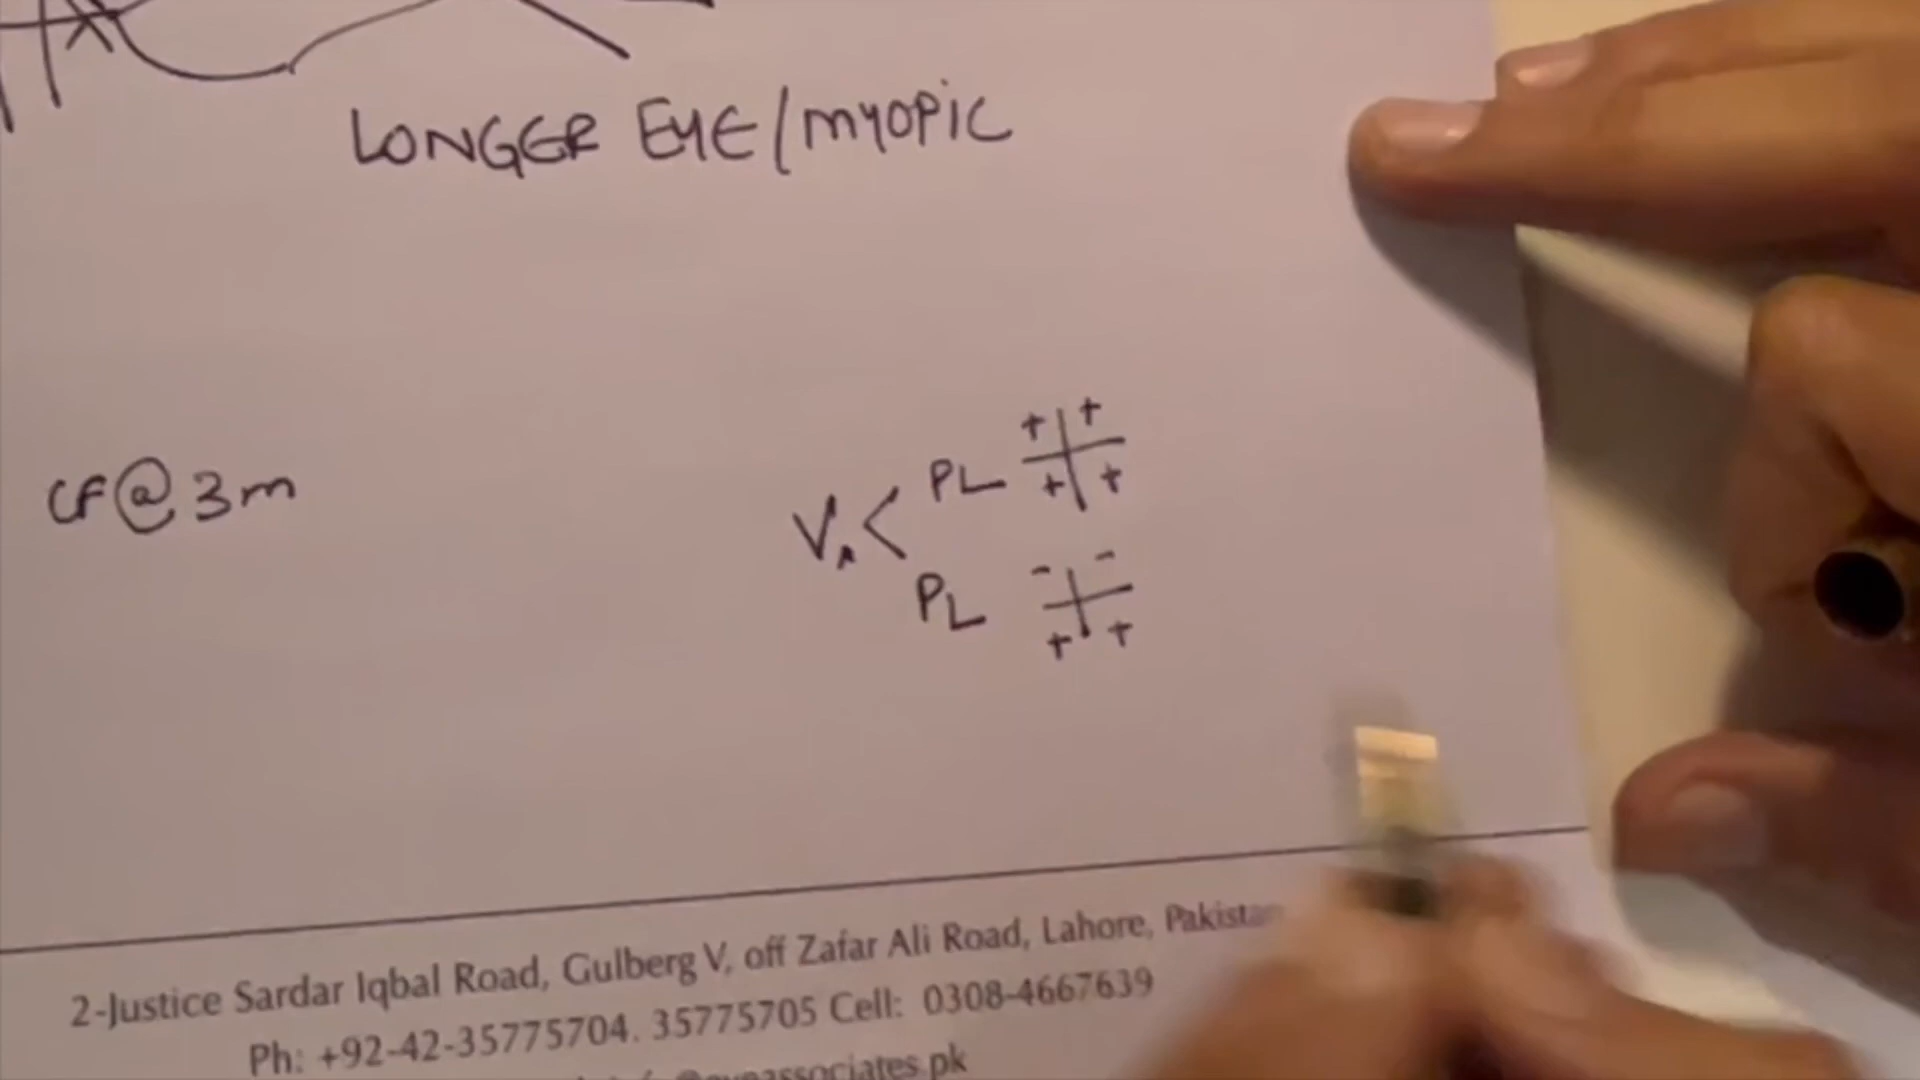 LONGER EYE/MYOPIC
CF@3m
VA < PL + + + +
PL - - + +
2-Justice Sardar Iqbal Road, Gulberg V, off Zafar Ali Road, Lahore, Pakistan
Ph: +92-42-35775704. 35775705 Cell: 0308-4667639